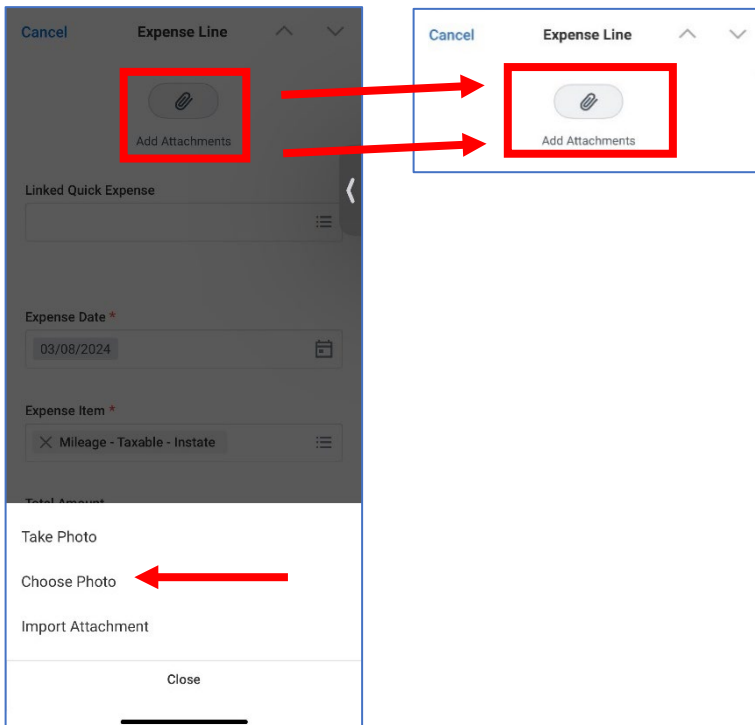 Cancel
Expense Line
Add Attachments
Linked Quick Expense
Expense Date *
03/08/2024
Expense Item *
Mileage - Taxable - Instate
Total Amount
Take Photo
Choose Photo
Import Attachment
Close
Cancel
Expense Line
Add Attachments